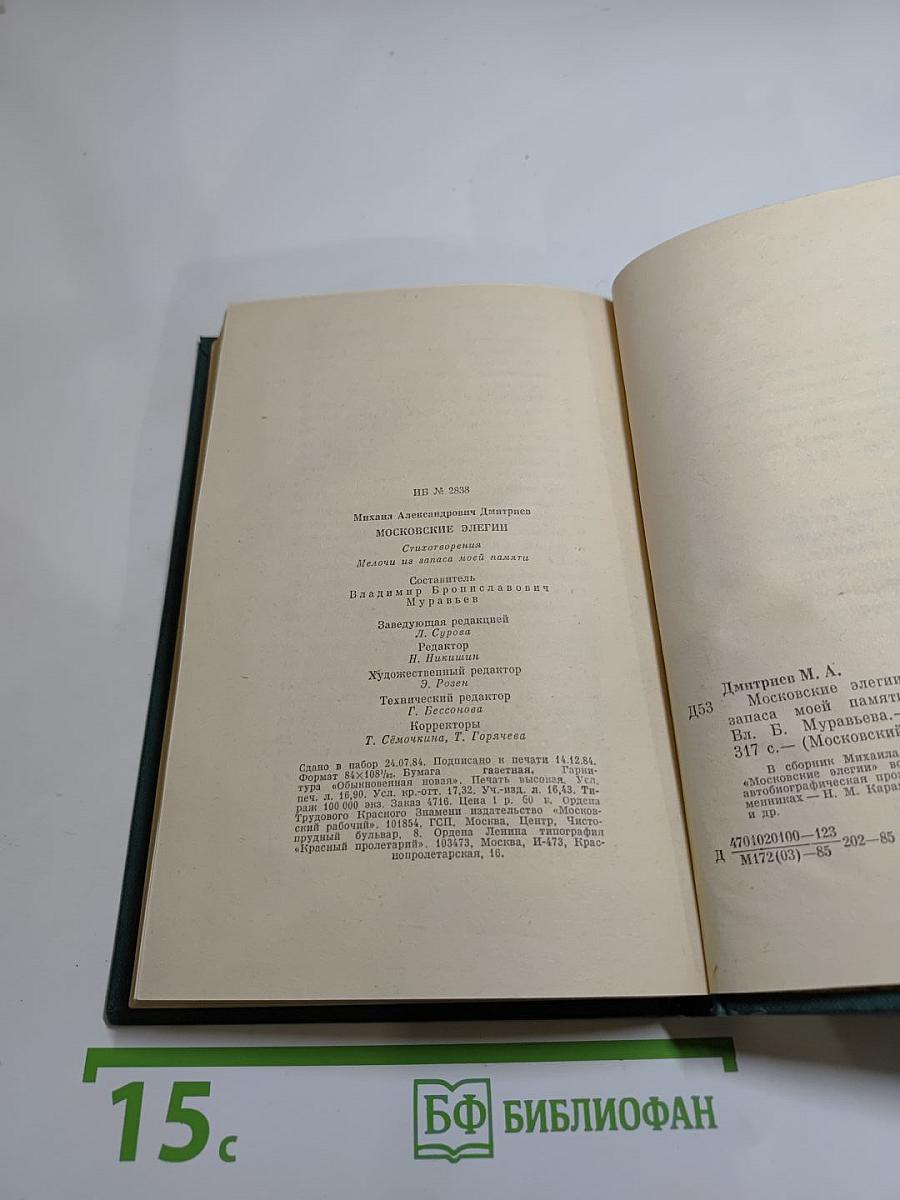 ИБ № 2838
Михаил Александрович Дмитриев
МОСКОВСКИЕ ЭЛЕГИИ
Стихотворения
Мелочи из запаса моей памяти
Составитель
Владимир Брониславович
Муравьев
Заведующая редакцией
Л. Сурова
Редактор
Н. Никишин
Художественный редактор
Э. Розен
Технический редактор
Г. Бессонова
Корректоры
Т. Сёмочкина, Т. Горячева
Сдано в набор 24.07.84. Подписано к печати 14.12.84.
Формат 84×108¹/₃₂. Бумага газетная. Гарни-
тура «Обыкновенная новая». Печать высокая. Усл.
печ. л. 16,90. Усл. кр.-отт. 17,32. Уч.-изд. л. 16,43. Ти-
раж 100 000 экз. Заказ 4716. Цена 1 р. 60 к. Ордена
Трудового Красного Знамени издательство «Москов-
ский рабочий». 101854, ГСП, Москва, Центр, Чисто-
прудный бульвар, 8. Ордена Ленина типография
«Красный пролетарий». 103473, Москва, И-473, Крас-
нопролетарская, 16.
Дмитриев М. А.
Д53 Московские элегии
запаса моей памяти
Вл. Б. Муравьева.—
317 с.— (Московский
В сборник Михаила
«Московские элегии» во
автобиографическая про
менниках — Н. М. Карам
и др.
Д 4701020100—123
М172(03)—85 202—85
15 с
БФ БИБЛИОФАН